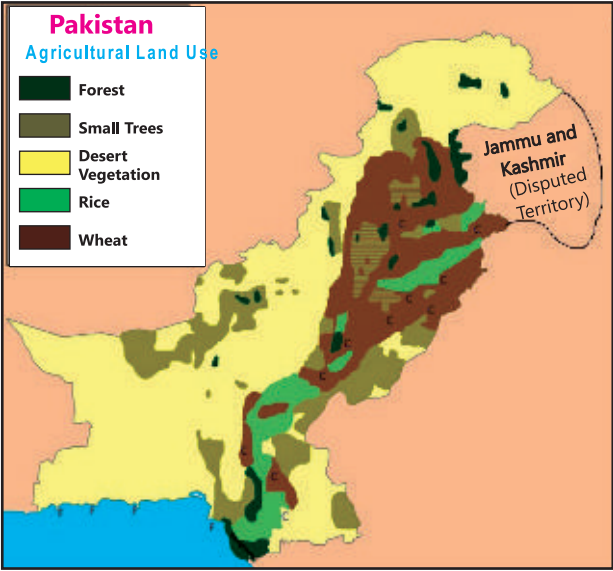 Pakistan
Agricultural Land Use
Forest
Small Trees
Desert
Vegetation
Rice
Wheat
Jammu and
Kashmir
(Disputed
Territory)
C
C
C
C
C
C
C
C
C
C
C
F
F
F
F